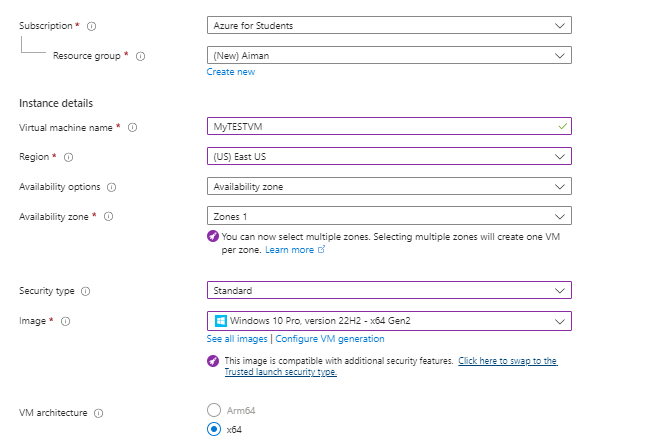 Subscription *
Azure for Students
Resource group *
(New) Aiman
Create new
Instance details
Virtual machine name *
MyTESTVM
Region *
(US) East US
Availability options
Availability zone
Availability zone *
Zones 1
You can now select multiple zones. Selecting multiple zones will create one VM
per zone. Learn more
Security type
Standard
Image *
Windows 10 Pro, version 22H2 - x64 Gen2
See all images | Configure VM generation
This image is compatible with additional security features. Click here to swap to the
Trusted launch security type.
VM architecture
Arm64
x64